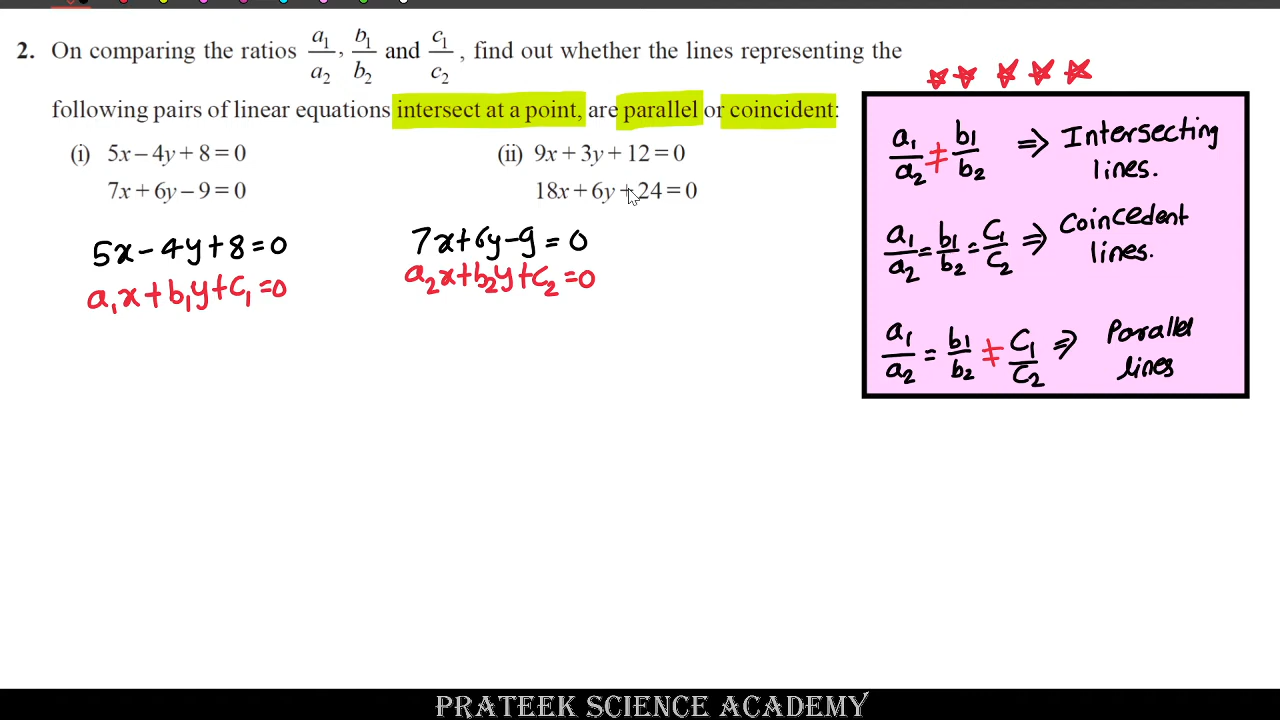 2. On comparing the ratios a₁/a₂, b₁/b₂ and c₁/c₂, find out whether the lines representing the
following pairs of linear equations intersect at a point, are parallel or coincident:
(i) 5x – 4y + 8 = 0
7x + 6y – 9 = 0
(ii) 9x + 3y + 12 = 0
18x + 6y + 24 = 0
5x – 4y + 8 = 0
a₁x + b₁y + c₁ = 0
7x + 6y – 9 = 0
a₂x + b₂y + c₂ = 0
a₁/a₂ ≠ b₁/b₂ ⇒ Intersecting
lines.
a₁/a₂ = b₁/b₂ = c₁/c₂ ⇒ Coincedent
lines.
a₁/a₂ = b₁/b₂ ≠ c₁/c₂ ⇒ Parallel
lines
PRATEEK SCIENCE ACADEMY